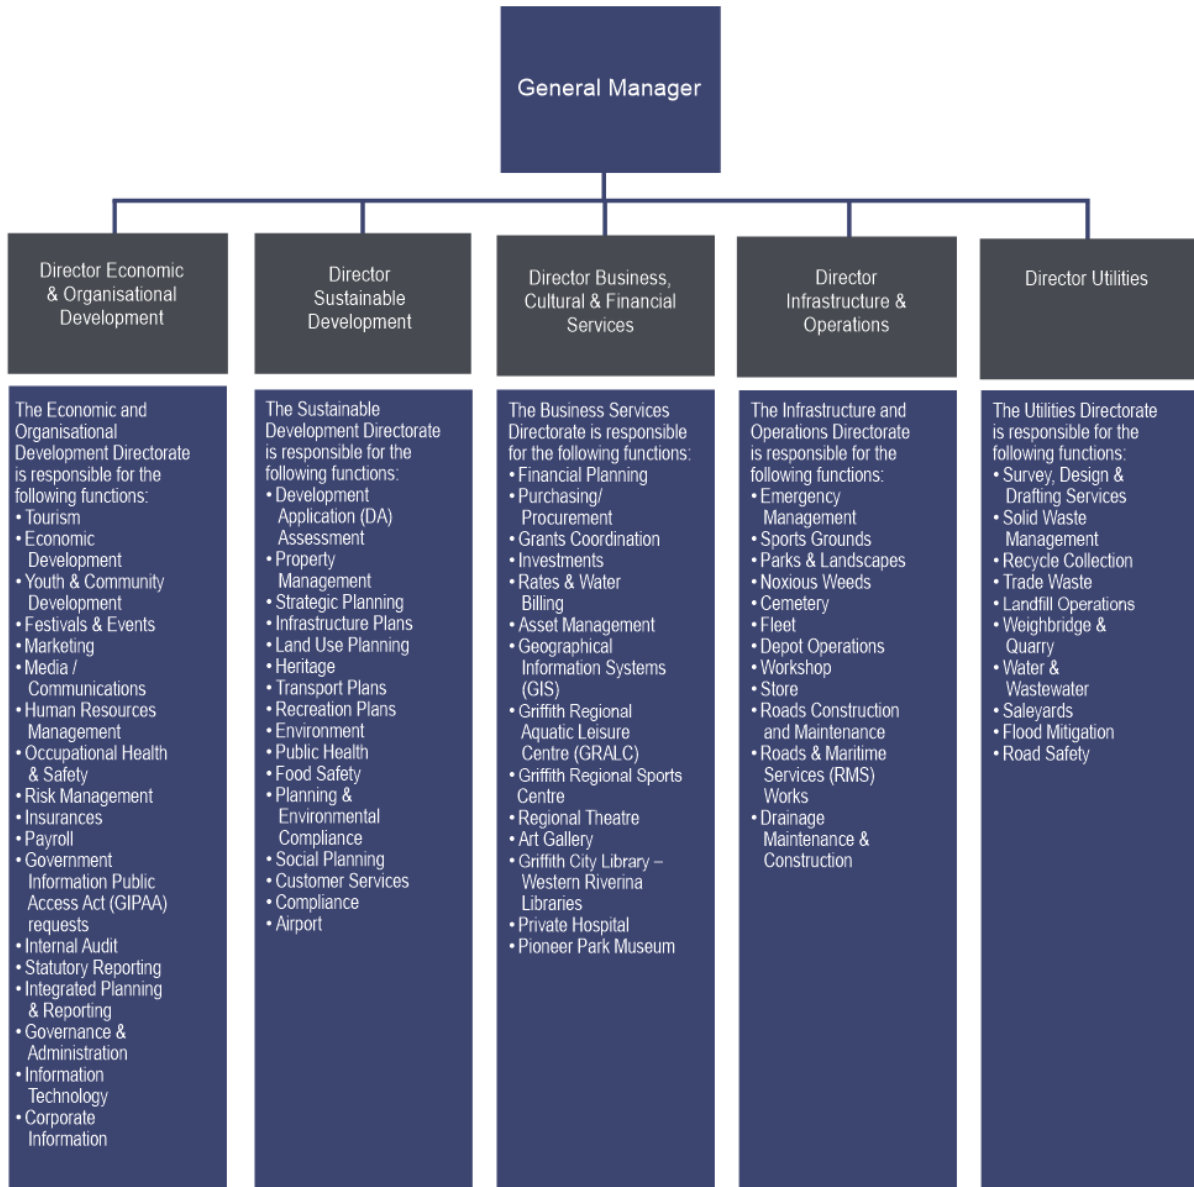 General Manager
Director Economic
& Organisational
Development
Director
Sustainable
Development
Director Business,
Cultural & Financial
Services
Director
Infrastructure &
Operations
Director Utilities
The Economic and
Organisational
Development Directorate
is responsible for the
following functions:
• Tourism
• Economic
Development
• Youth & Community
Development
• Festivals & Events
• Marketing
• Media /
Communications
• Human Resources
Management
• Occupational Health
& Safety
• Risk Management
• Insurances
• Payroll
• Government
Information Public
Access Act (GIPAA)
requests
• Internal Audit
• Statutory Reporting
• Integrated Planning
& Reporting
• Governance &
Administration
• Information
Technology
• Corporate
Information
The Sustainable
Development Directorate
is responsible for the
following functions:
• Development
Application (DA)
Assessment
• Property
Management
• Strategic Planning
• Infrastructure Plans
• Land Use Planning
• Heritage
• Transport Plans
• Recreation Plans
• Environment
• Public Health
• Food Safety
• Planning &
Environmental
Compliance
• Social Planning
• Customer Services
• Compliance
• Airport
The Business Services
Directorate is responsible
for the following functions:
• Financial Planning
• Purchasing/
Procurement
• Grants Coordination
• Investments
• Rates & Water
Billing
• Asset Management
• Geographical
Information Systems
(GIS)
• Griffith Regional
Aquatic Leisure
Centre (GRALC)
• Griffith Regional Sports
Centre
• Regional Theatre
• Art Gallery
• Griffith City Library –
Western Riverina
Libraries
• Private Hospital
• Pioneer Park Museum
The Infrastructure and
Operations Directorate
is responsible for the
following functions:
• Emergency
Management
• Sports Grounds
• Parks & Landscapes
• Noxious Weeds
• Cemetery
• Fleet
• Depot Operations
• Workshop
• Store
• Roads Construction
and Maintenance
• Roads & Maritime
Services (RMS)
Works
• Drainage
Maintenance &
Construction
The Utilities Directorate
is responsible for the
following functions:
• Survey, Design &
Drafting Services
• Solid Waste
Management
• Recycle Collection
• Trade Waste
• Landfill Operations
• Weighbridge &
Quarry
• Water &
Wastewater
• Saleyards
• Flood Mitigation
• Road Safety